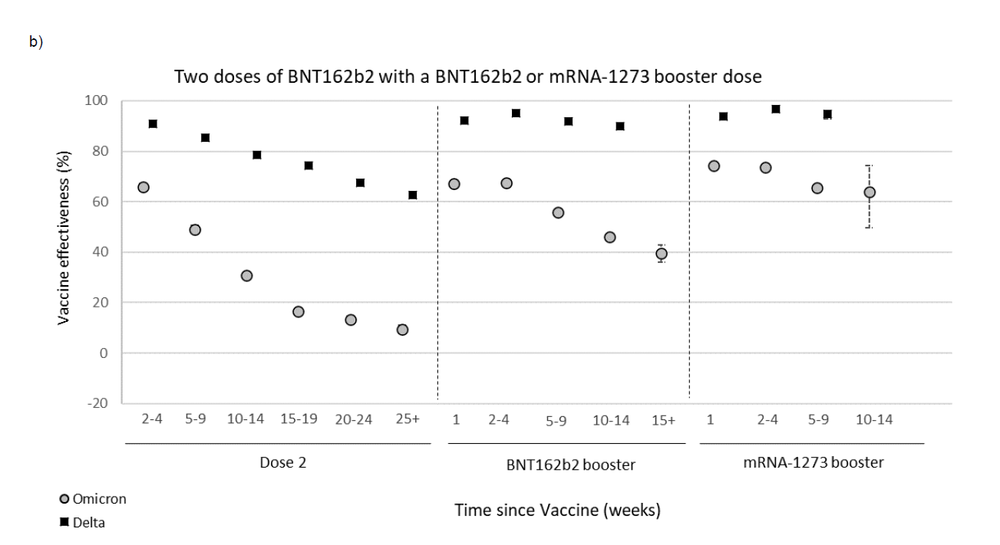 b)
Two doses of BNT162b2 with a BNT162b2 or mRNA-1273 booster dose
Vaccine effectiveness (%)
100
80
60
40
20
0
-20
2-4 5-9 10-14 15-19 20-24 25+ 1 2-4 5-9 10-14 15+ 1 2-4 5-9 10-14
Dose 2 BNT162b2 booster mRNA-1273 booster
Time since Vaccine (weeks)
Omicron
Delta